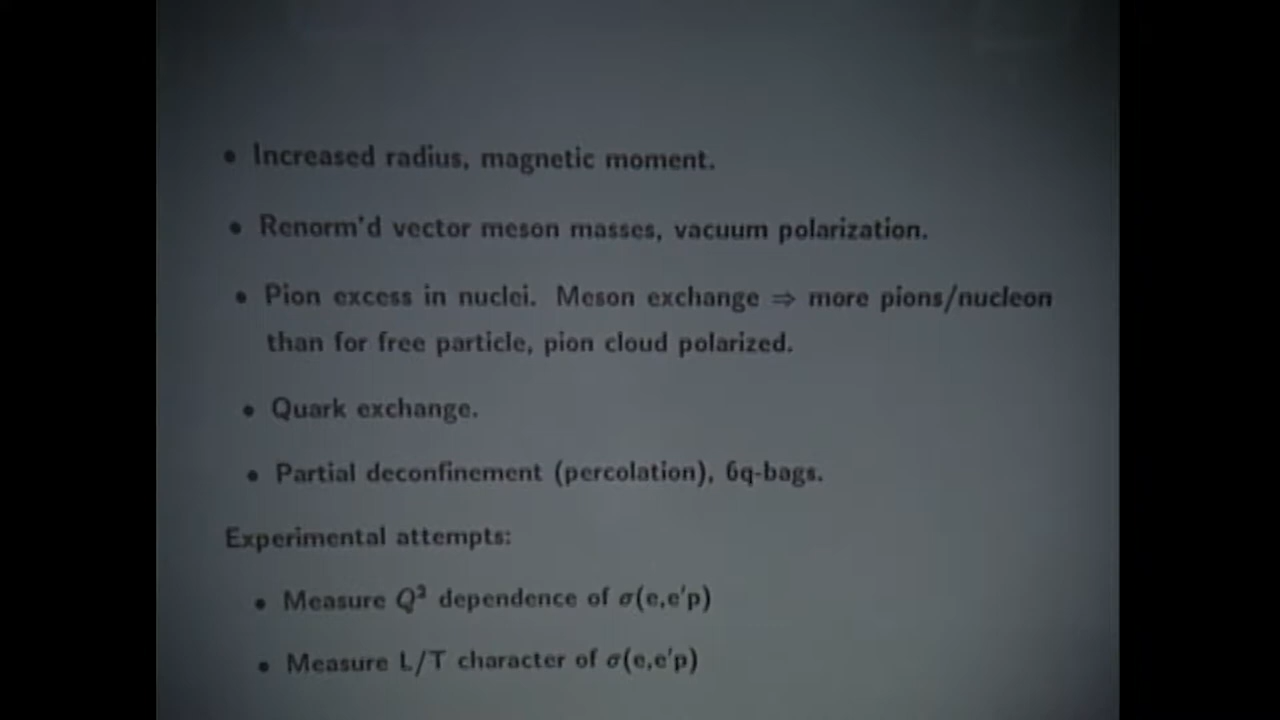 • Increased radius, magnetic moment.
• Renorm'd vector meson masses, vacuum polarization.
• Pion excess in nuclei. Meson exchange ⇒ more pions/nucleon
than for free particle, pion cloud polarized.
• Quark exchange.
• Partial deconfinement (percolation), 6q-bags.
Experimental attempts:
• Measure Q² dependence of σ(e,e′p)
• Measure L/T character of σ(e,e′p)